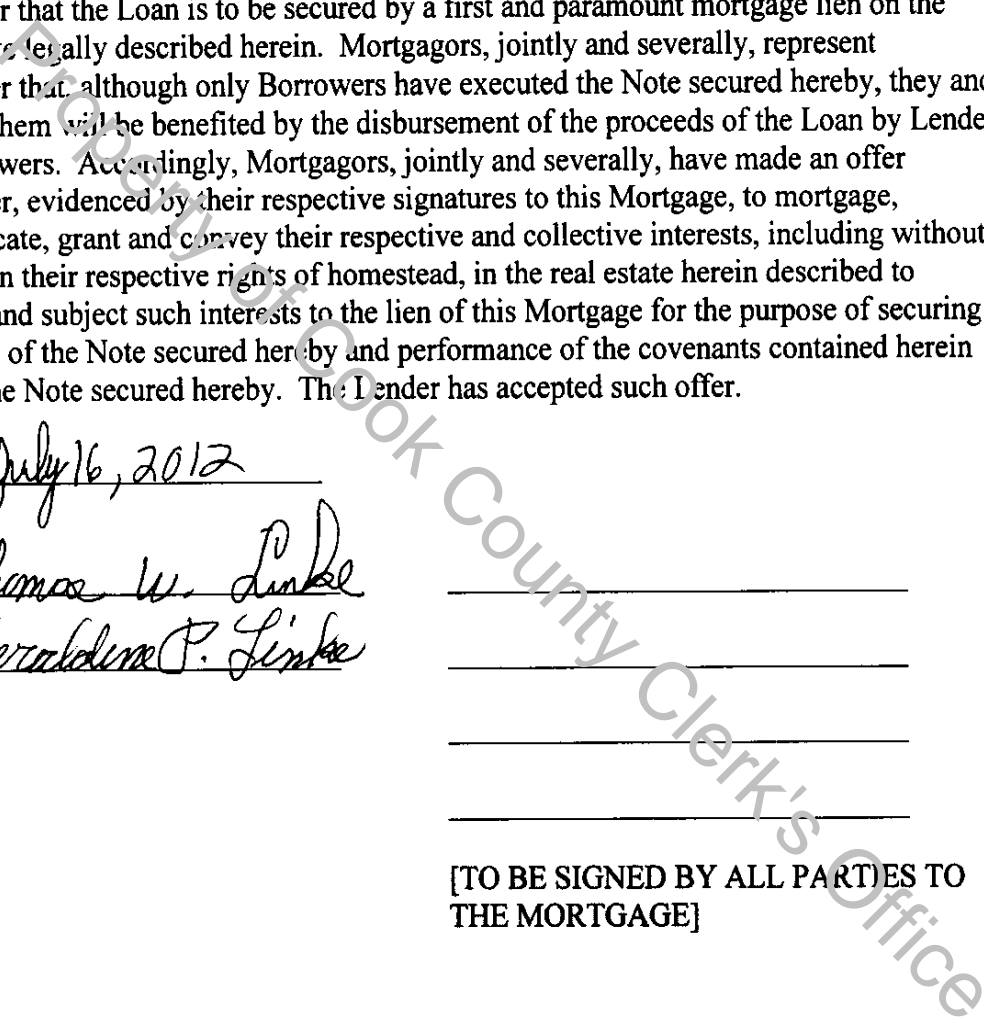 r that the Loan is to be secured by a first and paramount mortgage lien on the
legally described herein. Mortgagors, jointly and severally, represent
r that, although only Borrowers have executed the Note secured hereby, they and
hem will be benefited by the disbursement of the proceeds of the Loan by Lende
wers. Accordingly, Mortgagors, jointly and severally, have made an offer
r, evidenced by their respective signatures to this Mortgage, to mortgage,
cate, grant and convey their respective and collective interests, including without
n their respective rights of homestead, in the real estate herein described to
nd subject such interests to the lien of this Mortgage for the purpose of securing
of the Note secured hereby and performance of the covenants contained herein
e Note secured hereby. The Lender has accepted such offer.
July 16, 2012
W. Linke
eraldine P. Linke
[TO BE SIGNED BY ALL PARTIES TO
THE MORTGAGE]
Property of Cook County Clerk's Office